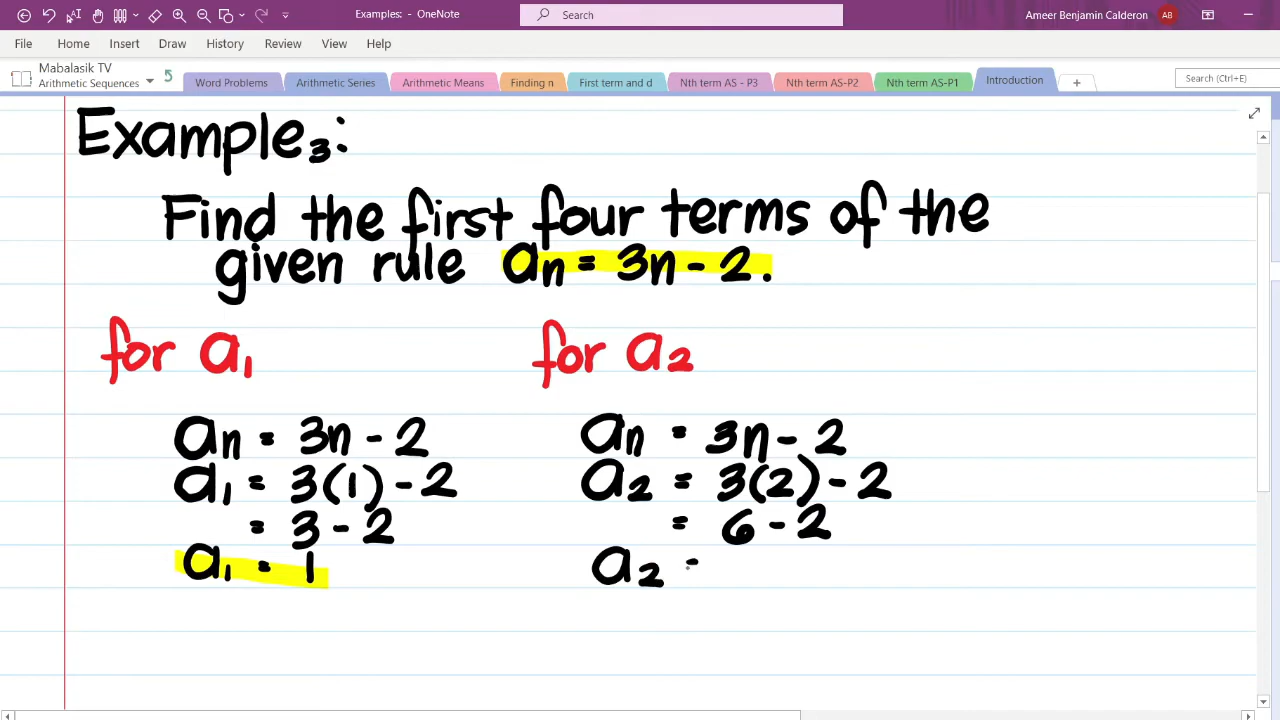 Examples: - OneNote
Search
Ameer Benjamin Calderon AB
File Home Insert Draw History Review View Help
Mabalasik TV
Arithmetic Sequences
Word Problems Arithmetic Series Arithmetic Means Finding n First term and d Nth term AS - P3 Nth term AS-P2 Nth term AS-P1 Introduction +
Search (Ctrl+E)
Example₃:
Find the first four terms of the
given rule aₙ = 3n - 2.
for a₁
aₙ = 3n - 2
a₁ = 3(1) - 2
= 3 - 2
a₁ = 1
for a₂
aₙ = 3n - 2
a₂ = 3(2) - 2
= 6 - 2
a₂ =